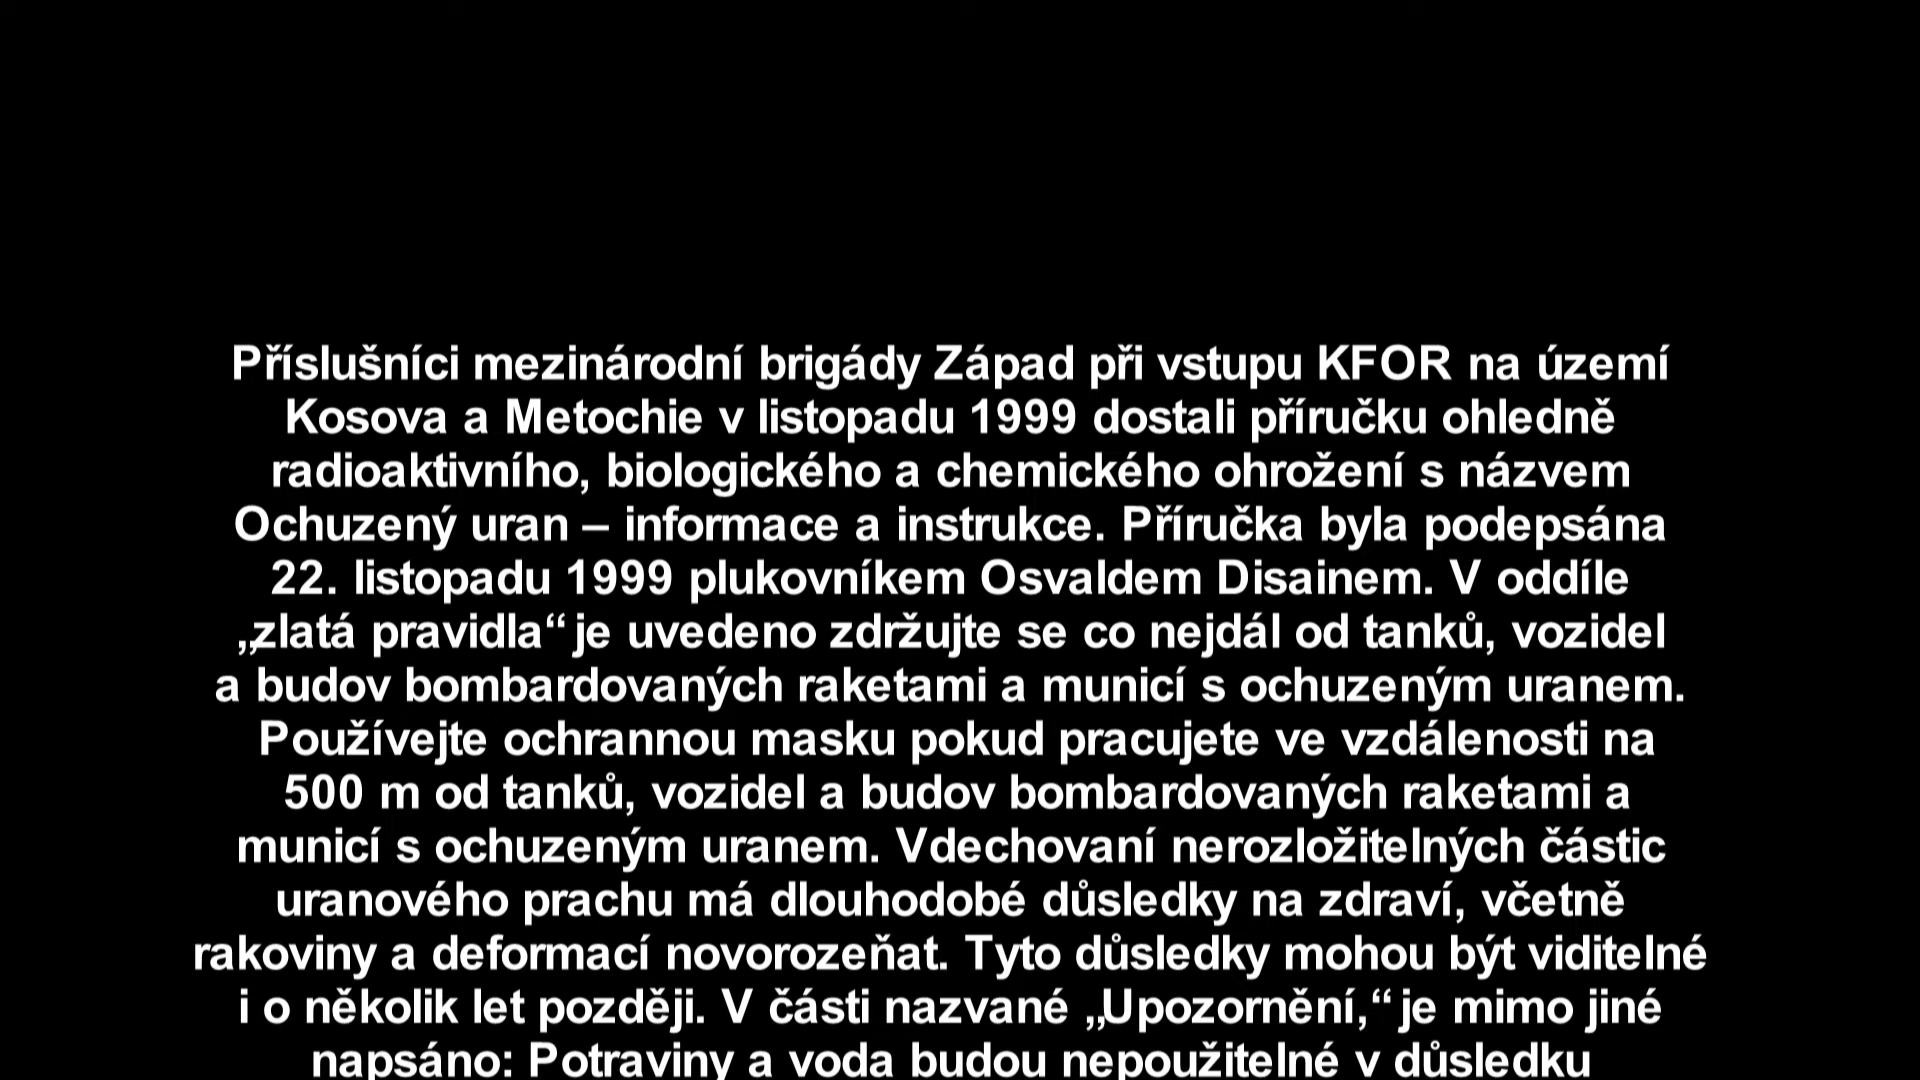 Příslušníci mezinárodní brigády Západ při vstupu KFOR na území
Kosova a Metochie v listopadu 1999 dostali příručku ohledně
radioaktivního, biologického a chemického ohrožení s názvem
Ochuzený uran – informace a instrukce. Příručka byla podepsána
22. listopadu 1999 plukovníkem Osvaldem Disainem. V oddíle
„zlatá pravidla“ je uvedeno zdržujte se co nejdál od tanků, vozidel
a budov bombardovaných raketami a municí s ochuzeným uranem.
Používejte ochrannou masku pokud pracujete ve vzdálenosti na
500 m od tanků, vozidel a budov bombardovaných raketami a
municí s ochuzeným uranem. Vdechovaní nerozložitelných částic
uranového prachu má dlouhodobé důsledky na zdraví, včetně
rakoviny a deformací novorozeňat. Tyto důsledky mohou být viditelné
i o několik let později. V části nazvané „Upozornění,“ je mimo jiné
napsáno: Potraviny a voda budou nepoužitelné v důsledku